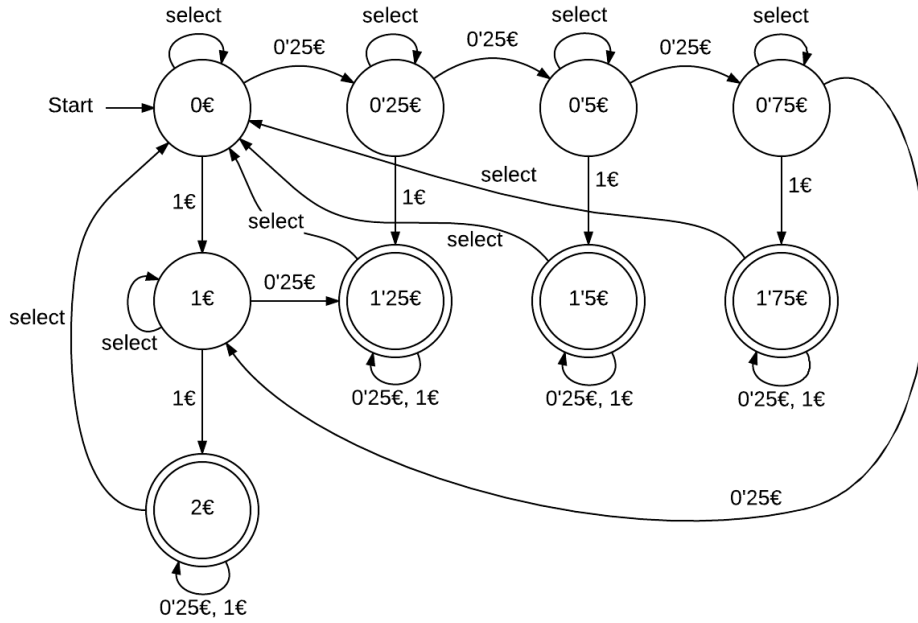 select
select
select
select
0'25€
0'25€
0'25€
Start
0€
0'25€
0'5€
0'75€
select
1€
1€
1€
1€
select
select
0'25€
1€
1'25€
1'5€
1'75€
select
select
1€
0'25€, 1€
0'25€, 1€
0'25€, 1€
0'25€
2€
0'25€, 1€